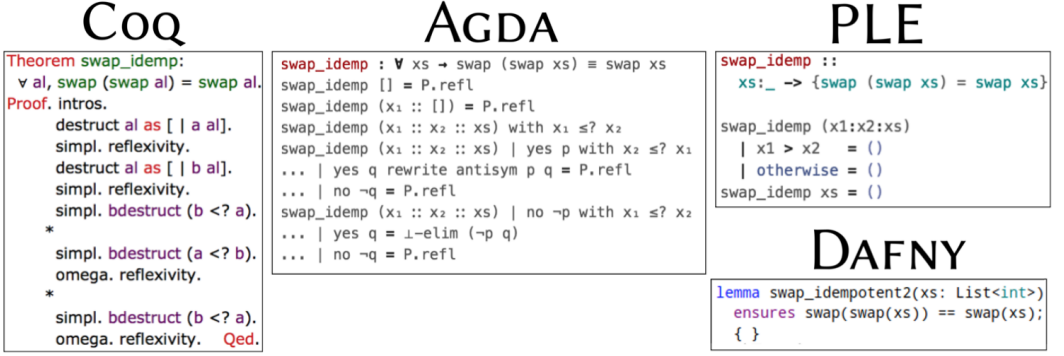 COQ
Theorem swap_idemp:
∀ al, swap (swap al) = swap al.
Proof. intros.
destruct al as [ | a al].
simpl. reflexivity.
destruct al as [ | b al].
simpl. reflexivity.
simpl. bdestruct (b <? a).
*
simpl. bdestruct (a <? b).
omega. reflexivity.
*
simpl. bdestruct (b <? a).
omega. reflexivity. Qed.
AGDA
swap_idemp : ∀ xs → swap (swap xs) ≡ swap xs
swap_idemp [] = P.refl
swap_idemp (x₁ :: []) = P.refl
swap_idemp (x₁ :: x₂ :: xs) with x₁ ≤? x₂
swap_idemp (x₁ :: x₂ :: xs) | yes p with x₂ ≤? x₁
... | yes q rewrite antisym p q = P.refl
... | no ¬q = P.refl
swap_idemp (x₁ :: x₂ :: xs) | no ¬p with x₁ ≤? x₂
... | yes q = ⊥-elim (¬p q)
... | no ¬q = P.refl
PLE
swap_idemp ::
xs:_ -> {swap (swap xs) = swap xs}
swap_idemp (x1:x2:xs)
| x1 > x2 = ()
| otherwise = ()
swap_idemp xs = ()
DAFNY
lemma swap_idempotent2(xs: List<int>)
ensures swap(swap(xs)) == swap(xs);
{ }